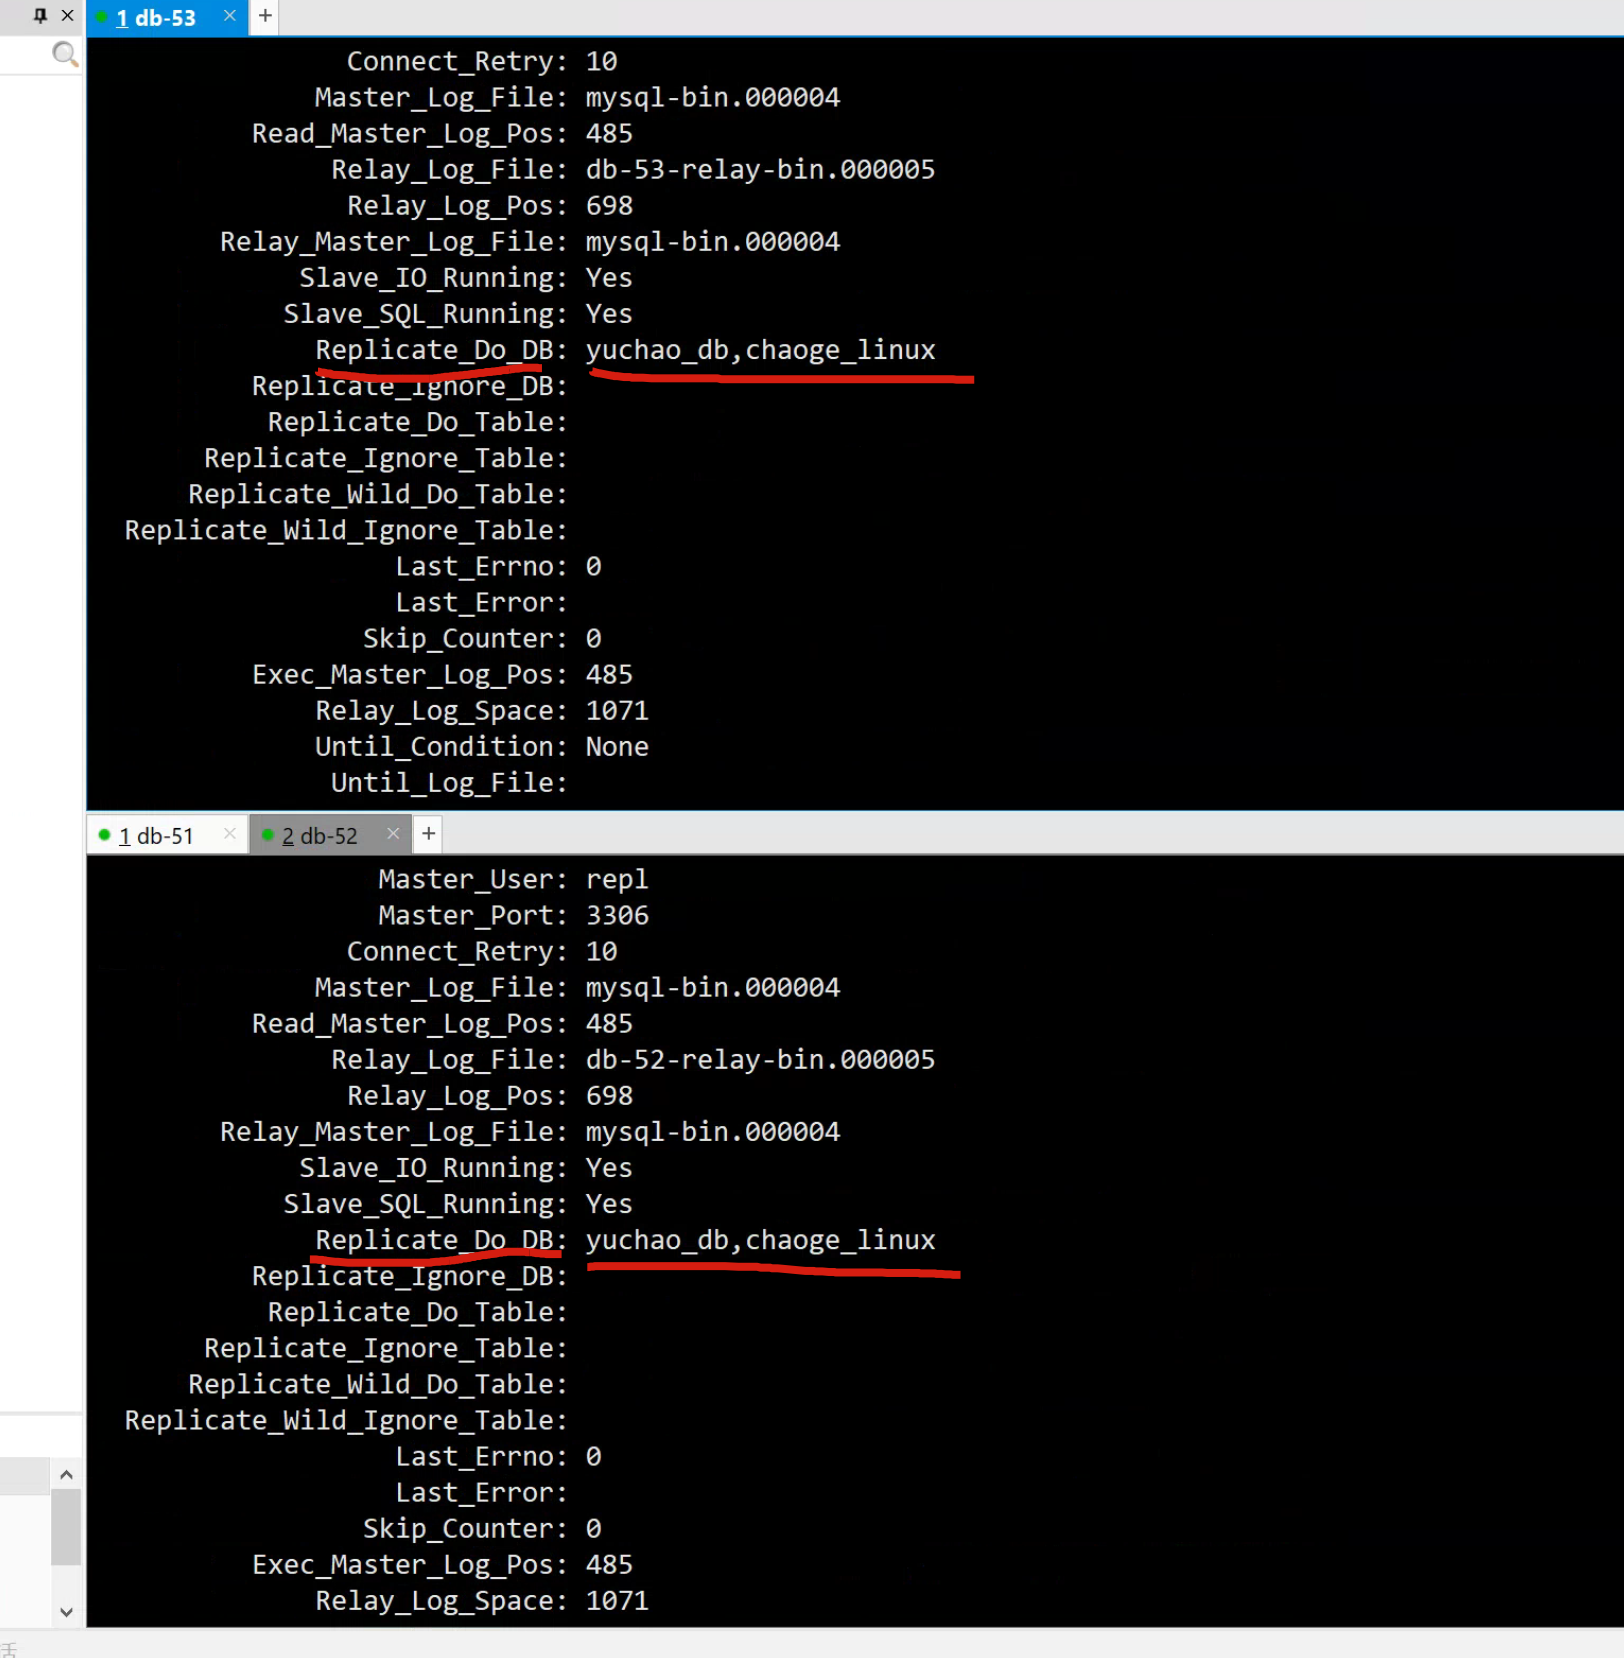 1 db-53
Connect_Retry: 10
Master_Log_File: mysql-bin.000004
Read_Master_Log_Pos: 485
Relay_Log_File: db-53-relay-bin.000005
Relay_Log_Pos: 698
Relay_Master_Log_File: mysql-bin.000004
Slave_IO_Running: Yes
Slave_SQL_Running: Yes
Replicate_Do_DB: yuchao_db,chaoge_linux
Replicate_Ignore_DB:
Replicate_Do_Table:
Replicate_Ignore_Table:
Replicate_Wild_Do_Table:
Replicate_Wild_Ignore_Table:
Last_Errno: 0
Last_Error:
Skip_Counter: 0
Exec_Master_Log_Pos: 485
Relay_Log_Space: 1071
Until_Condition: None
Until_Log_File:
1 db-51 2 db-52
Master_User: repl
Master_Port: 3306
Connect_Retry: 10
Master_Log_File: mysql-bin.000004
Read_Master_Log_Pos: 485
Relay_Log_File: db-52-relay-bin.000005
Relay_Log_Pos: 698
Relay_Master_Log_File: mysql-bin.000004
Slave_IO_Running: Yes
Slave_SQL_Running: Yes
Replicate_Do_DB: yuchao_db,chaoge_linux
Replicate_Ignore_DB:
Replicate_Do_Table:
Replicate_Ignore_Table:
Replicate_Wild_Do_Table:
Replicate_Wild_Ignore_Table:
Last_Errno: 0
Last_Error:
Skip_Counter: 0
Exec_Master_Log_Pos: 485
Relay_Log_Space: 1071